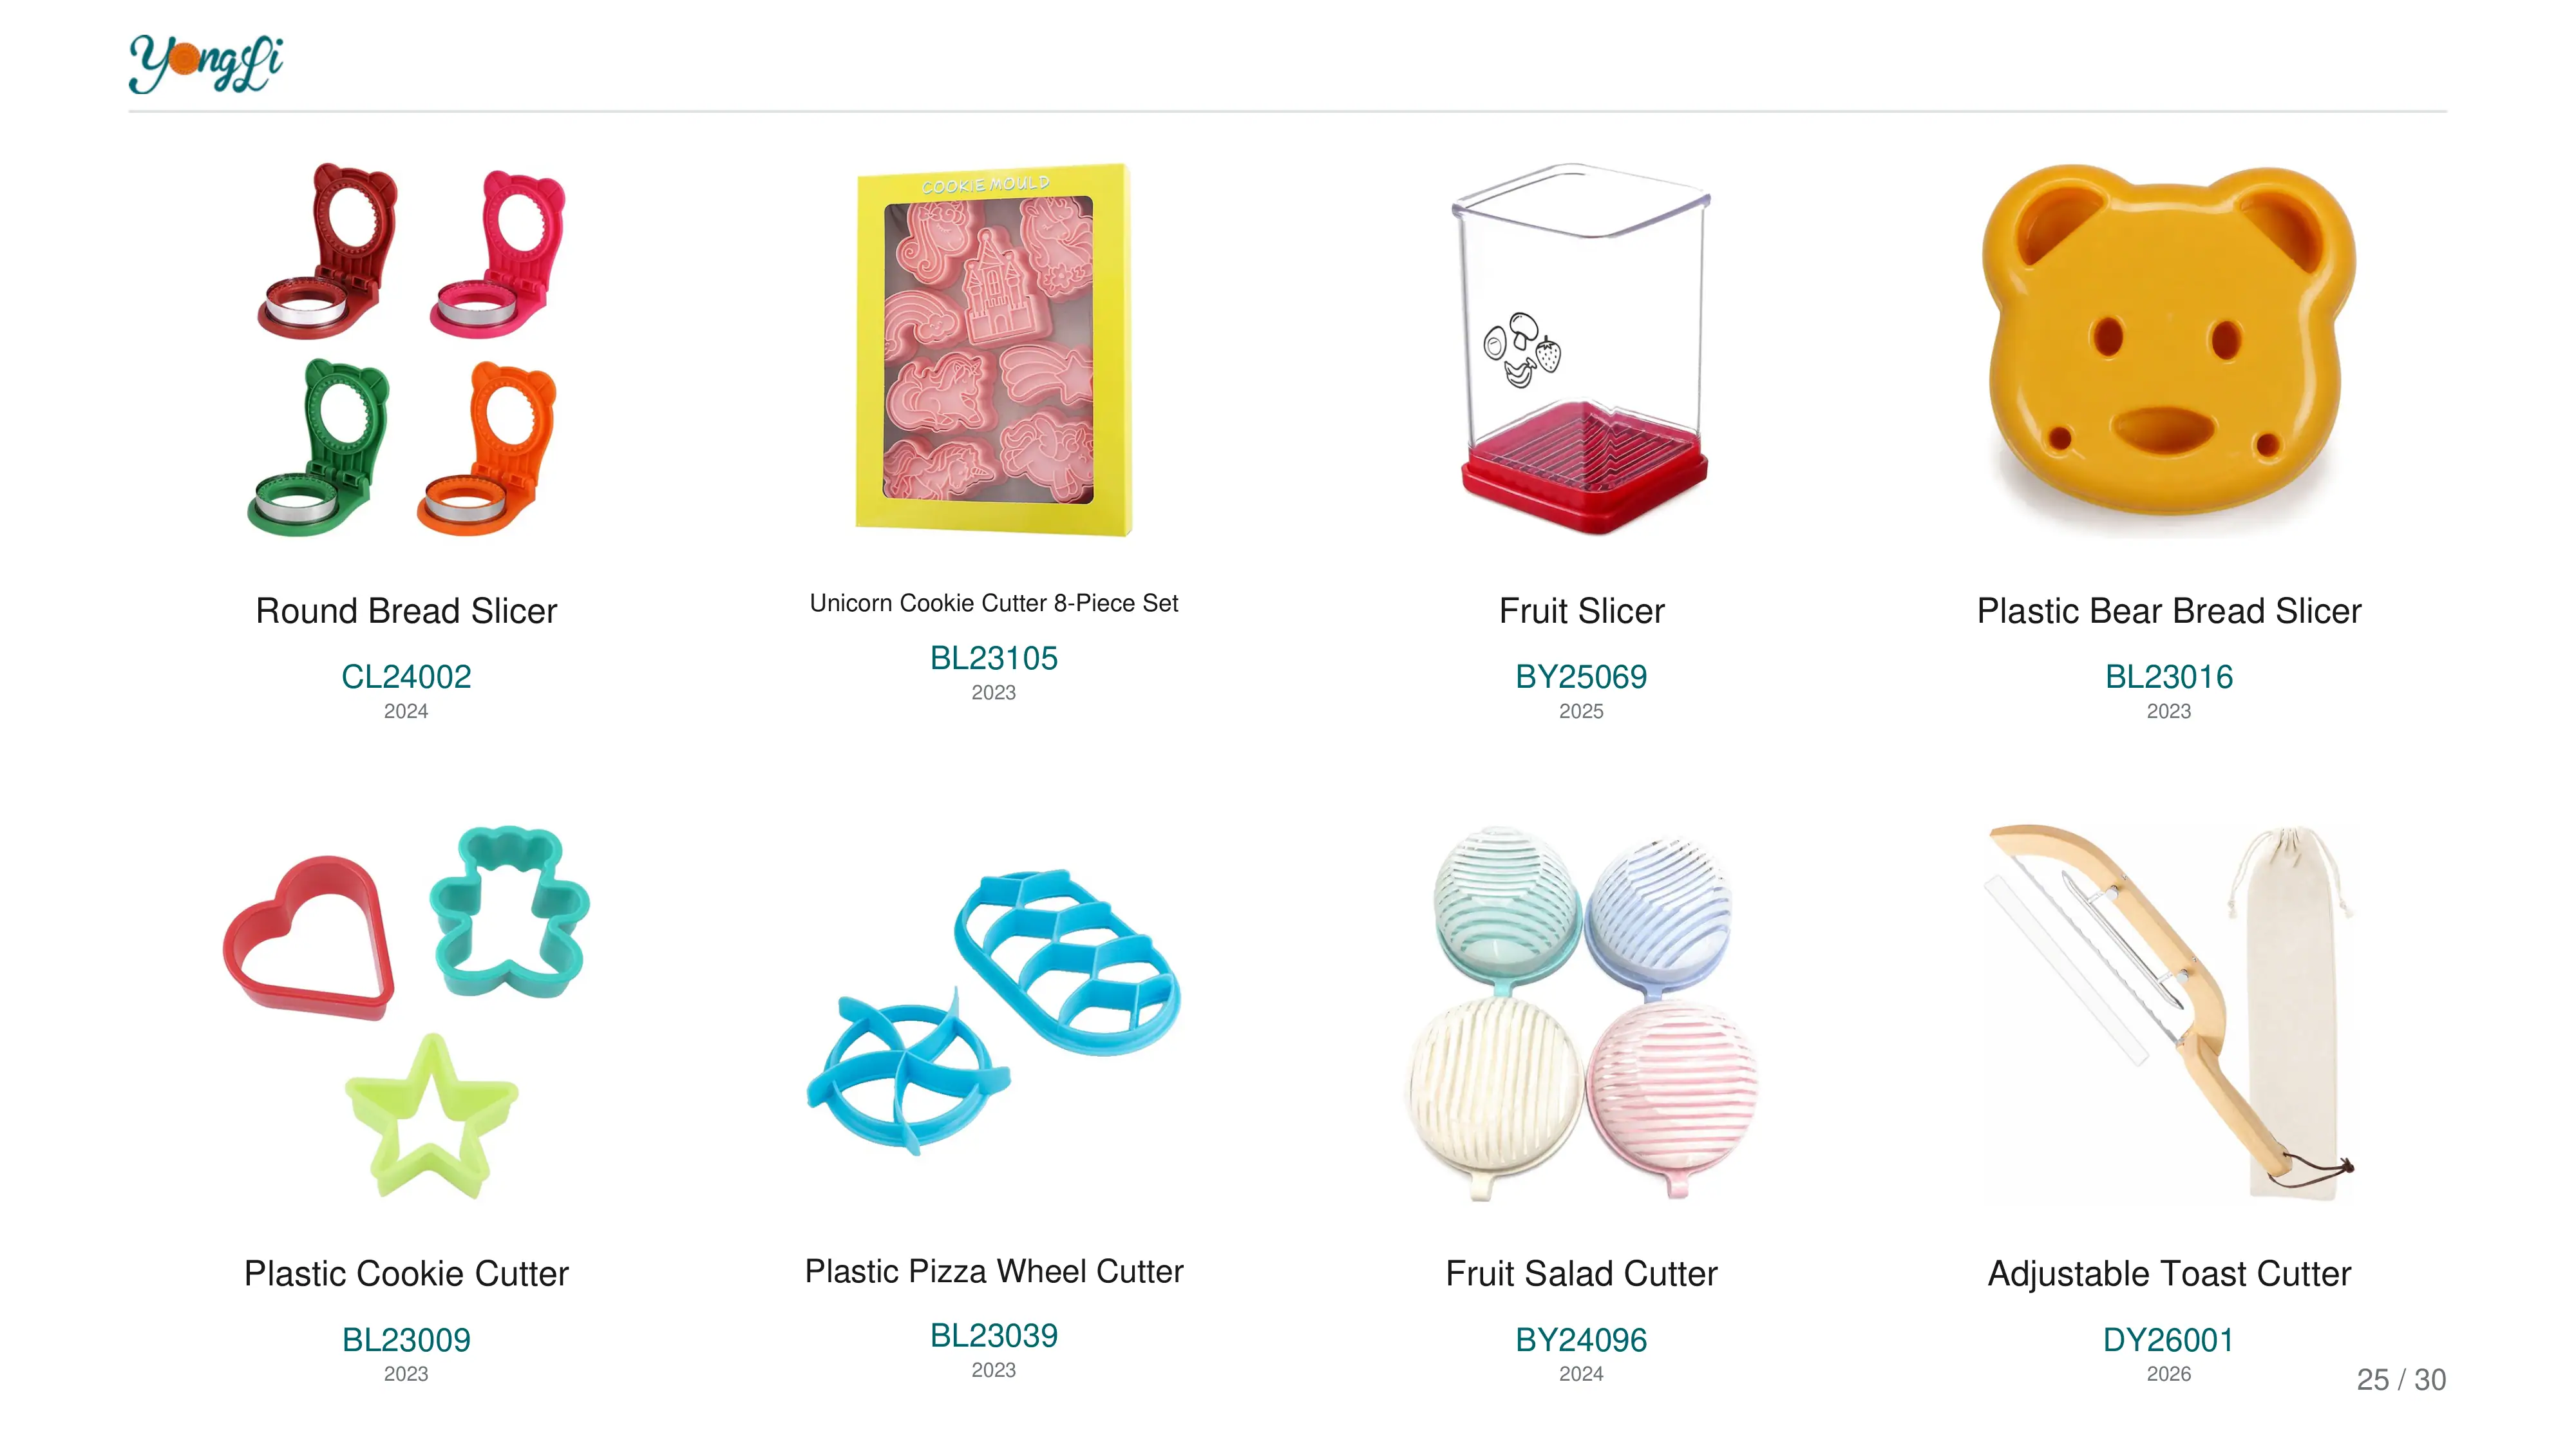 YongLi
COOKIE MOULD
Round Bread Slicer
CL24002
2024
Unicorn Cookie Cutter 8-Piece Set
BL23105
2023
Fruit Slicer
BY25069
2025
Plastic Bear Bread Slicer
BL23016
2023
Plastic Cookie Cutter
BL23009
2023
Plastic Pizza Wheel Cutter
BL23039
2023
Fruit Salad Cutter
BY24096
2024
Adjustable Toast Cutter
DY26001
2026
25 / 30